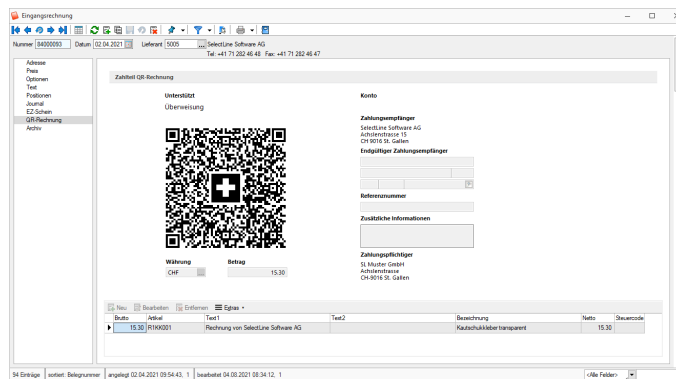 Eingangsrechnung
Nummer 84000093 Datum 02.04.2021 Lieferant 5005 ... SelectLine Software AG
Tel: +41 71 282 46 48 Fax: +41 71 282 46 47
Adresse
Preis
Optionen
Text
Positionen
Journal
EZ-Schein
QR-Rechnung
Archiv
Zahlteil QR-Rechnung
Unterstützt
Überweisung
Währung Betrag
CHF 15.30
Konto
Zahlungsempfänger
SelectLine Software AG
Achslenstrasse 15
CH 9016 St. Gallen
Endgültiger Zahlungsempfänger
Referenznummer
Zusätzliche Informationen
Zahlungspflichtiger
SL Muster GmbH
Achslenstrasse
CH-9016 St. Gallen
Neu Bearbeiten Entfernen Extras
Brutto Artikel Text1 Text2 Bezeichnung Netto Steuercode
15.30 R1KK001 Rechnung von SelectLine Software AG Kautschukkleber transparent 15.30
94 Einträge sortiert: Belegnummer angelegt 02.04.2021 09:54:43, 1 bearbeitet 04.08.2021 08:34:12, 1 <Alle Felder>